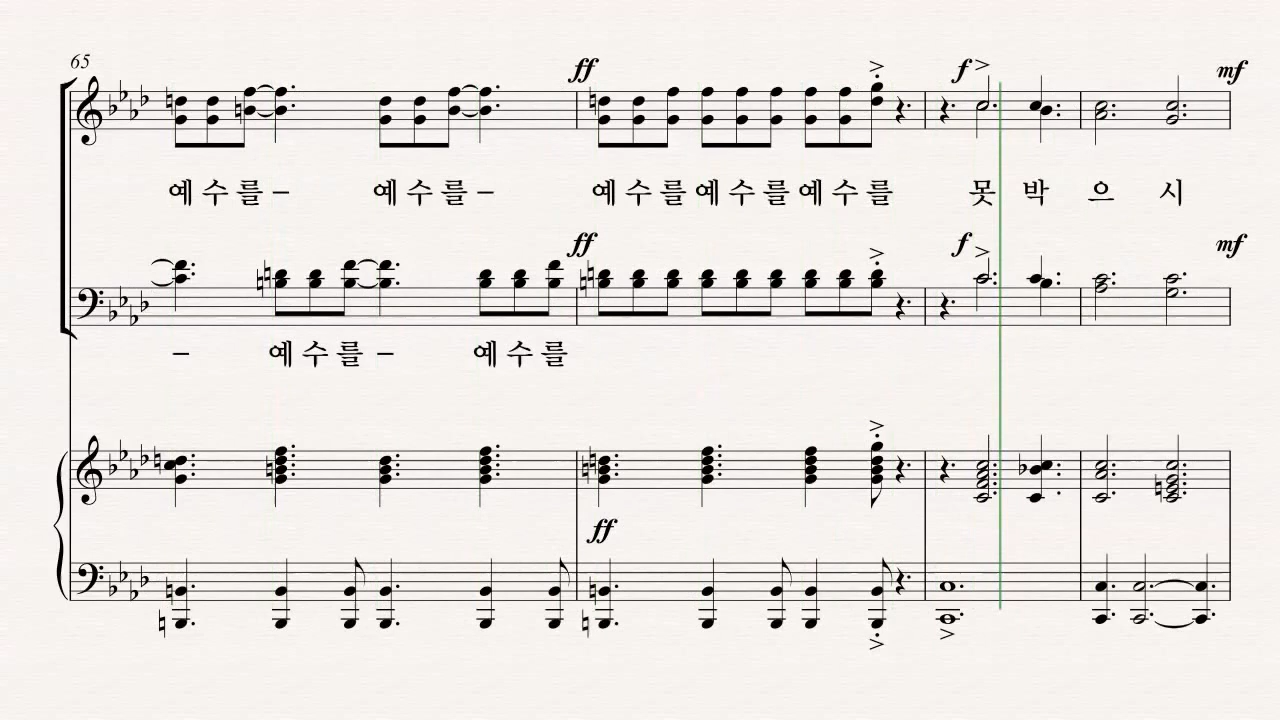 65
ff f mf
예 수 를 – 예 수 를 – 예 수 를 예 수 를 예 수 를 못 박 으 시
ff f mf
– 예 수 를 – 예 수 를
ff